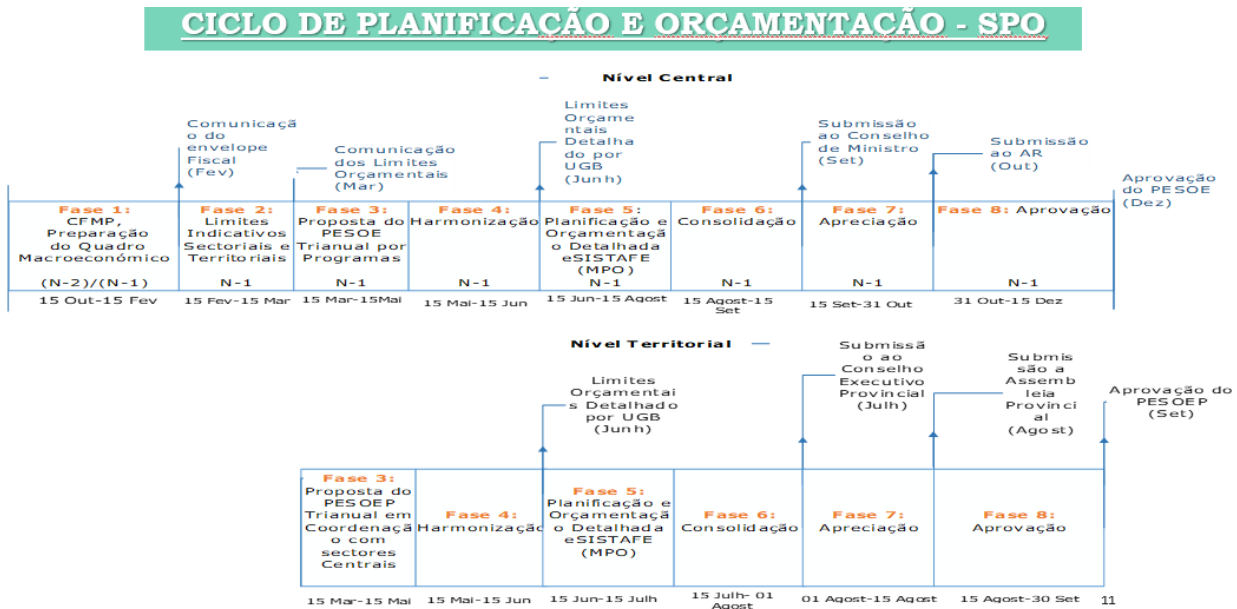 CICLO DE PLANIFICAÇÃO E ORÇAMENTAÇÃO - SPO
Nível Central
Comunicaçã
o do
envelope
Fiscal
(Fev)
Comunicação
dos Limites
Orçamentais
(Mar)
Limites
Orçame
ntais
Detalha
do por
UGB
(Junh)
Submissão
ao Conselho
de Ministro
(Set)
Submissão
ao AR
(Out)
Aprovação
do PESOE
(Dez)
Fase 1:
CFMP,
Preparação
do Quadro
Macroeconómico
(N-2)/(N-1)
15 Out-15 Fev
Fase 2:
Limites
Indicativos
Sectoriais e
Territoriais
N-1
15 Fev-15 Mar
Fase 3:
Proposta do
PESOE
Trianual por
Programas
N-1
15 Mar-15Mai
Fase 4:
Harmonização
N-1
15 Mai-15 Jun
Fase 5:
Planificação e
Orçamentaçã
o Detalhada
eSISTAFE
(MPO)
N-1
15 Jun-15 Agost
Fase 6:
Consolidação
N-1
15 Agost-15
Set
Fase 7:
Apreciação
N-1
15 Set-31 Out
Fase 8: Aprovação
N-1
31 Out-15 Dez
Nível Territorial
Limites
Orçamentai
s Detalhado
por UGB
(Junh)
Submissã
o ao
Conselho
Executivo
Provincial
(Julh)
Submis
são a
Assemb
leia
Provinci
al
(Agost)
Aprovação do
PESOEP
(Set)
Fase 3:
Proposta do
PESOEP
Trianual em
Coordenaçã
o com
sectores
Centrais
15 Mar-15 Mai
Fase 4:
Harmonização
15 Mai-15 Jun
Fase 5:
Planificação e
Orçamentaçã
o Detalhada
eSISTAFE
(MPO)
15 Jun-15 Julh
Fase 6:
Consolidação
15 Julh- 01
Agost
Fase 7:
Apreciação
01 Agost-15 Agost
Fase 8:
Aprovação
15 Agost-30 Set
11